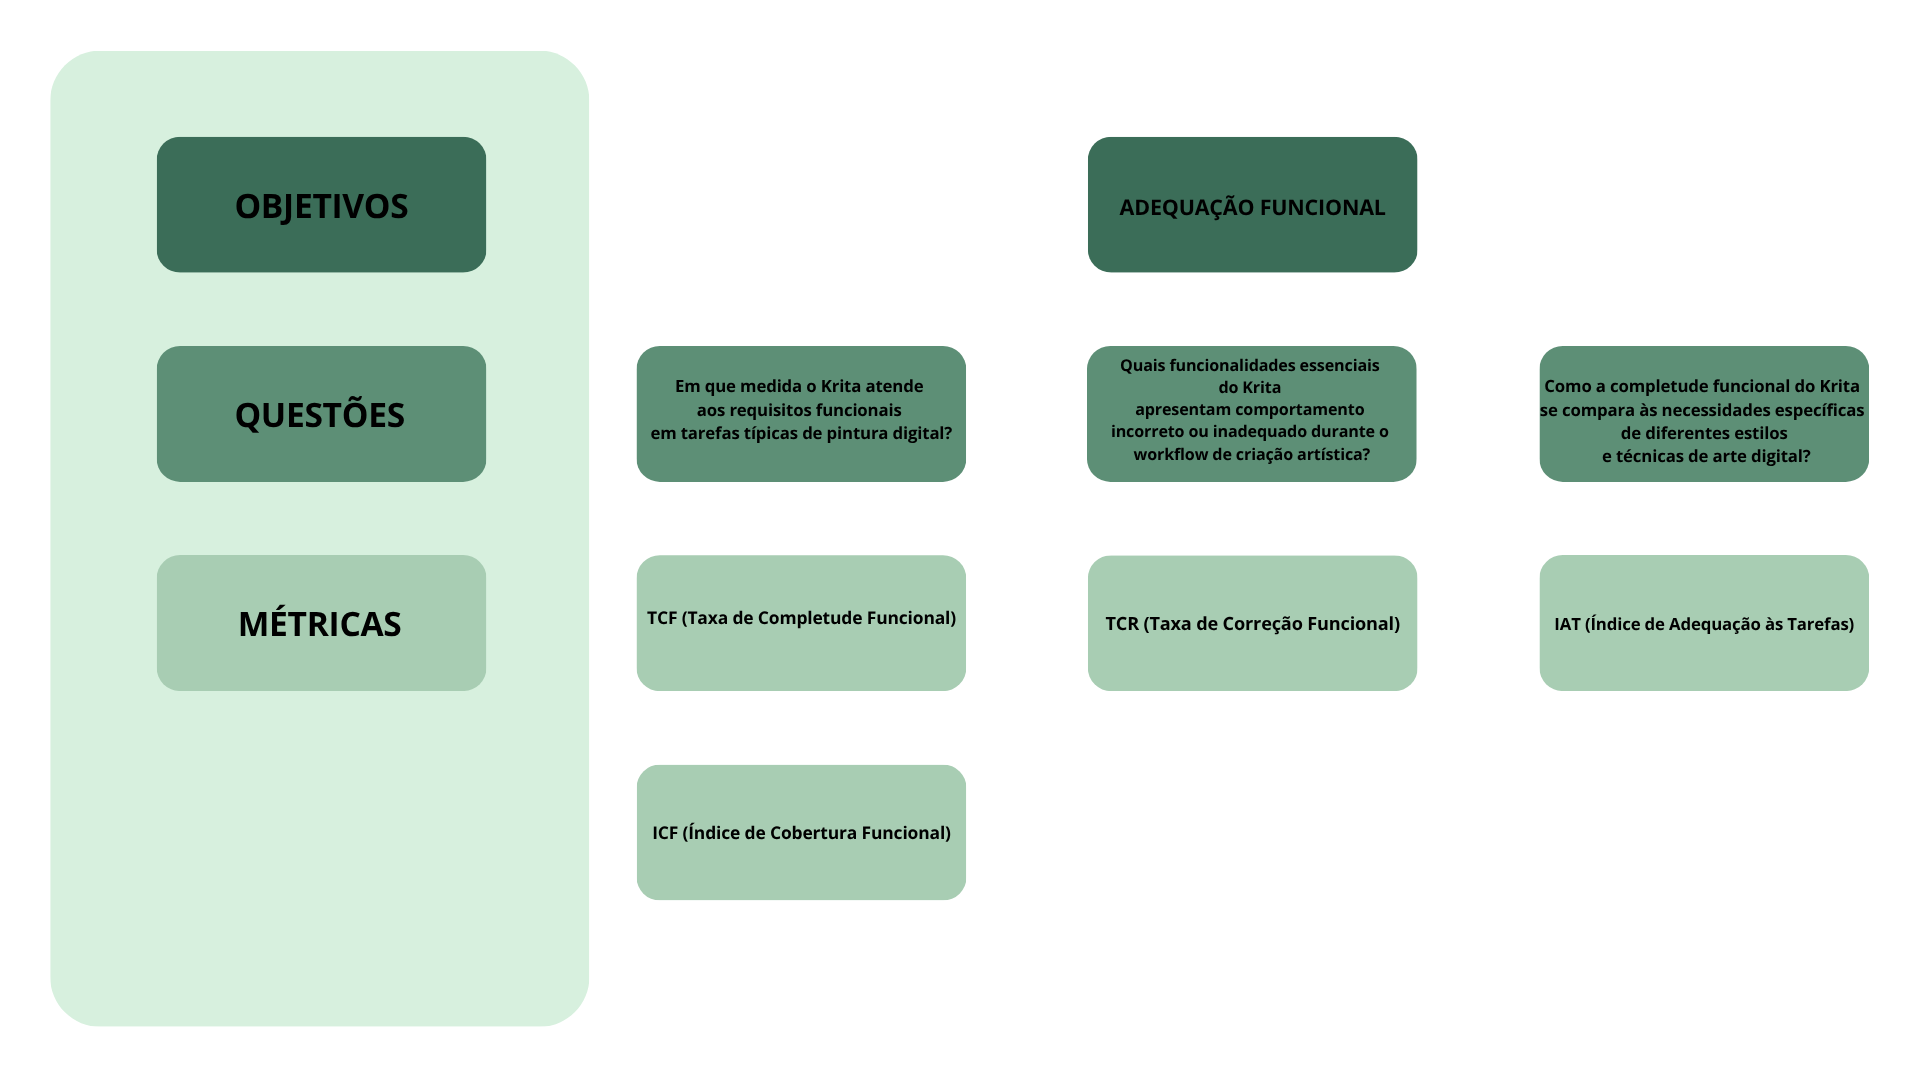 OBJETIVOS
ADEQUAÇÃO FUNCIONAL
QUESTÕES
Em que medida o Krita atende
aos requisitos funcionais
em tarefas típicas de pintura digital?
Quais funcionalidades essenciais
do Krita
apresentam comportamento
incorreto ou inadequado durante o
workflow de criação artística?
Como a completude funcional do Krita
se compara às necessidades específicas
de diferentes estilos
e técnicas de arte digital?
MÉTRICAS
TCF (Taxa de Completude Funcional)
TCR (Taxa de Correção Funcional)
IAT (Índice de Adequação às Tarefas)
ICF (Índice de Cobertura Funcional)